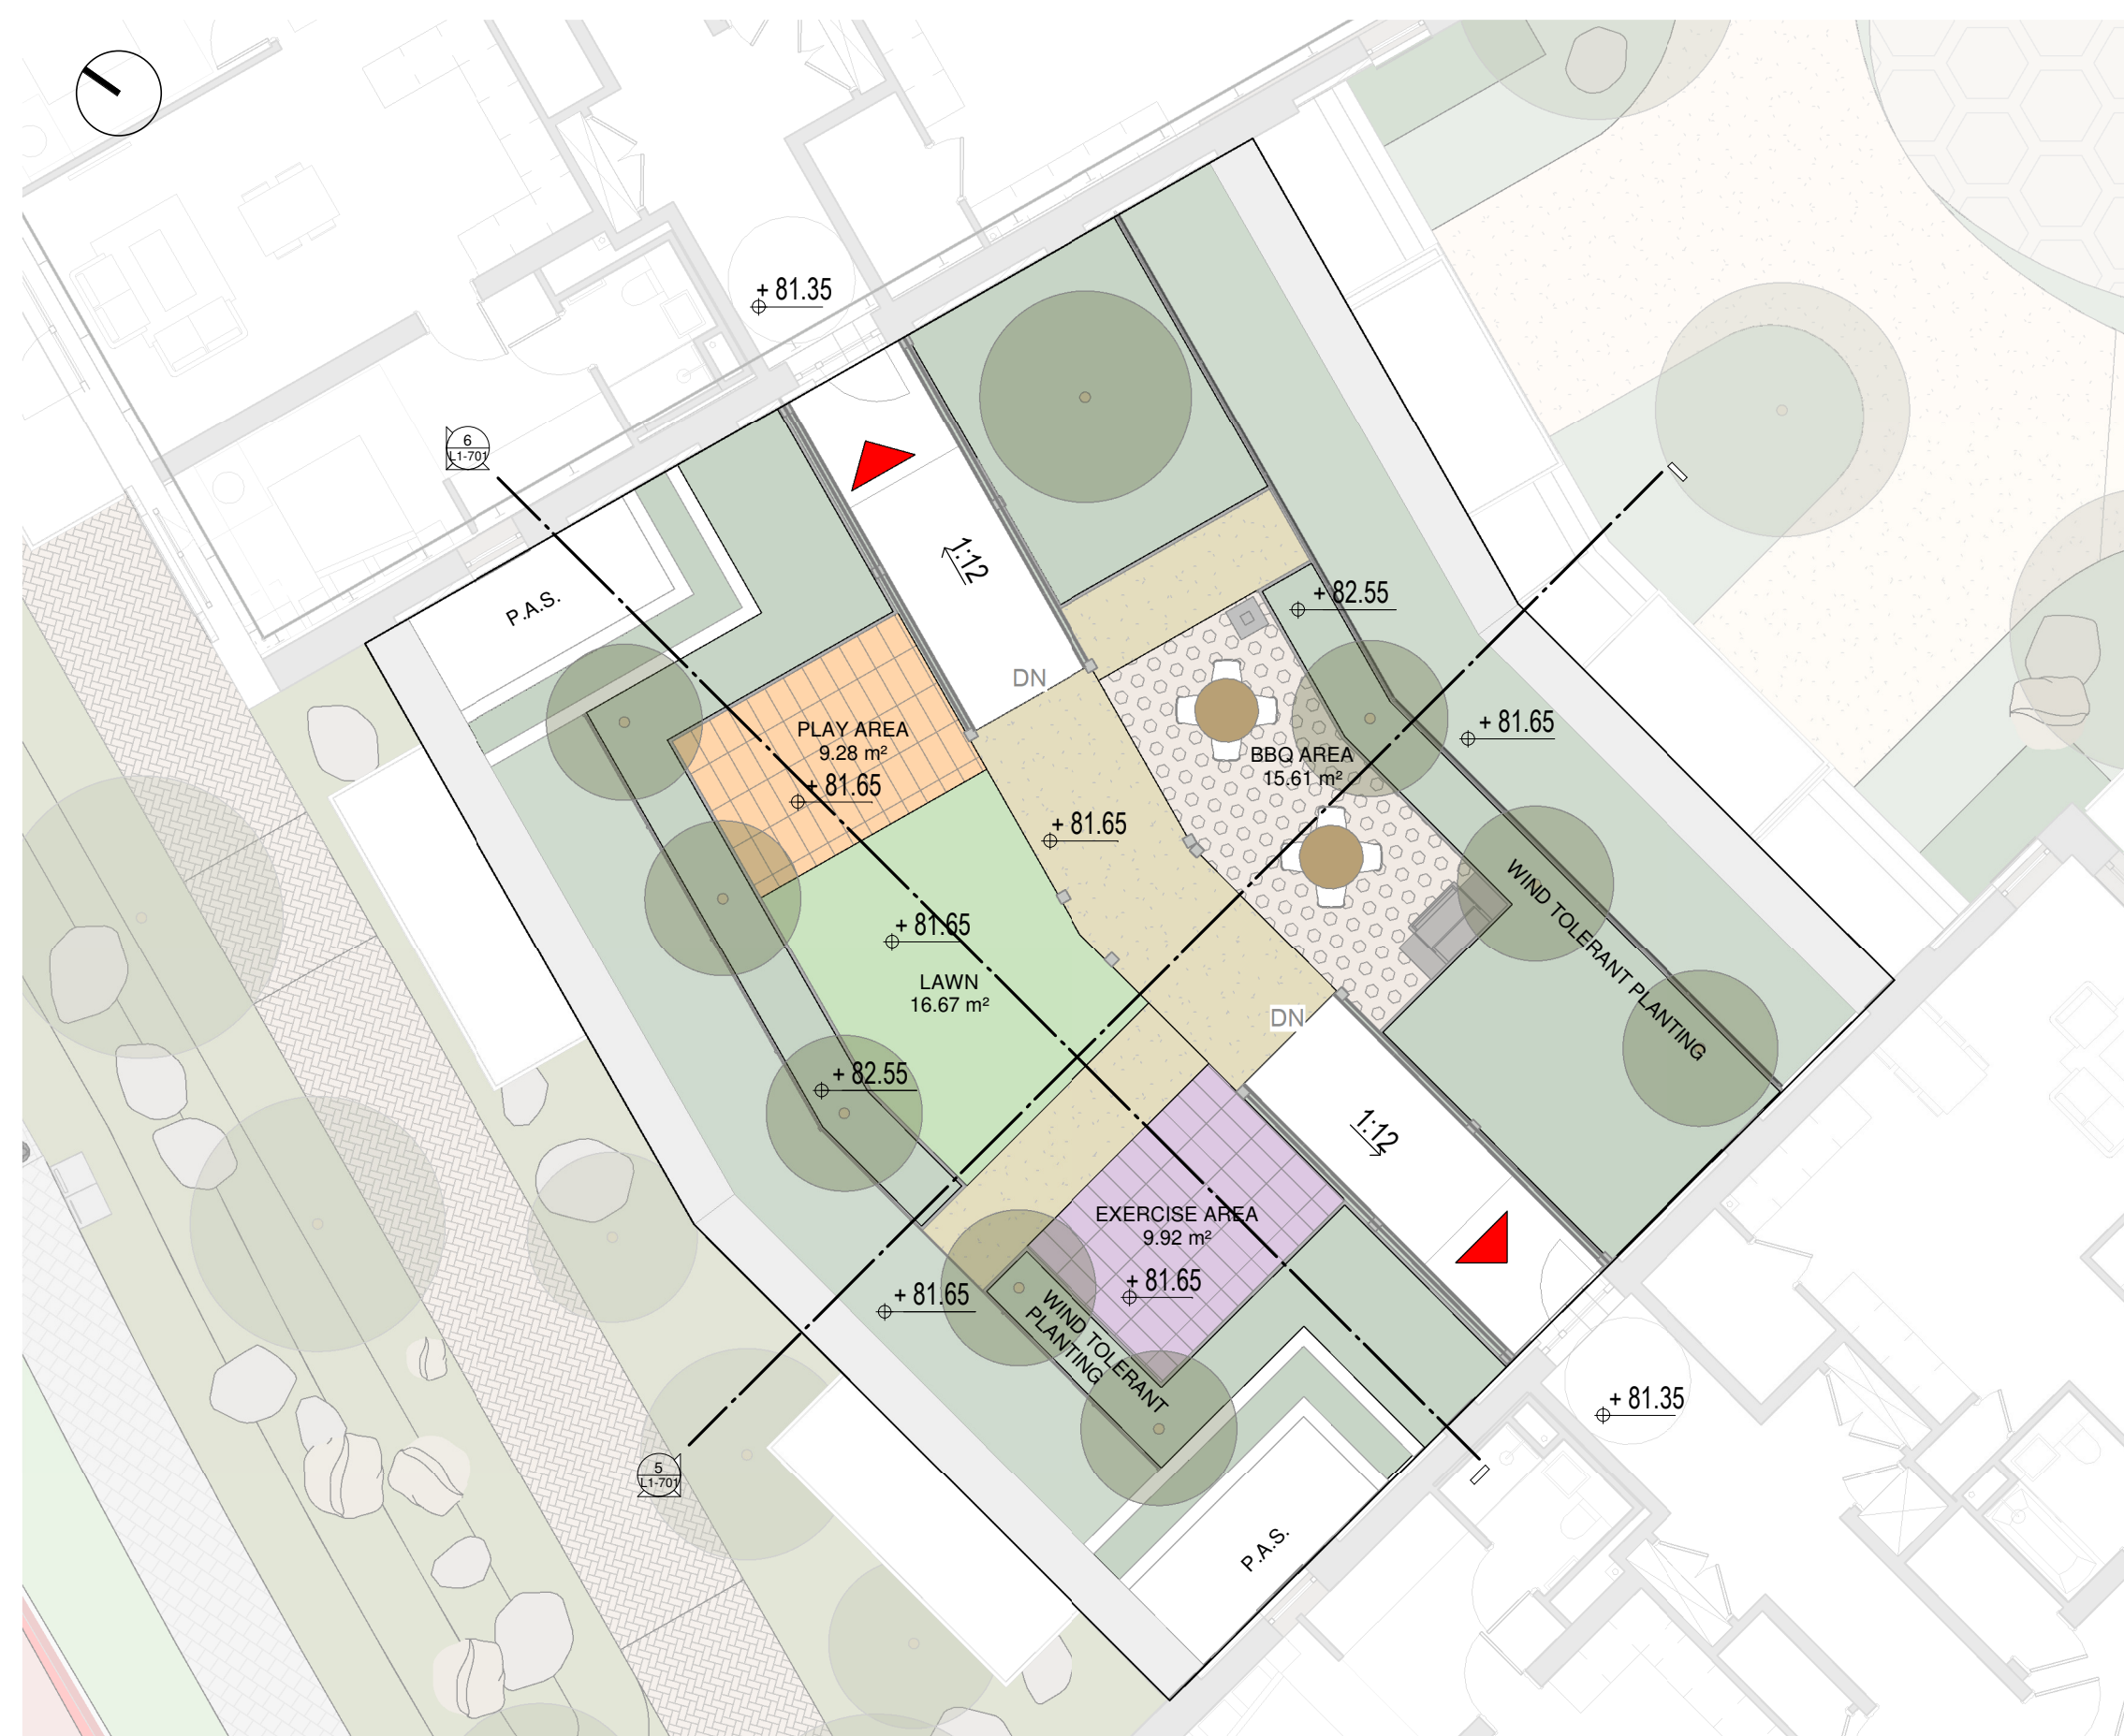 + 81.35
6
L1-701
P.A.S.
1:12
DN
+ 82.55
PLAY AREA
9.28 m²
+ 81.65
BBQ AREA
15.61 m²
+ 81.65
+ 81.65
+ 81.65
LAWN
16.67 m²
WIND TOLERANT PLANTING
DN
+ 82.55
1:12
EXERCISE AREA
9.92 m²
+ 81.65
+ 81.65
WIND TOLERANT
PLANTING
+ 81.35
5
L1-701
P.A.S.